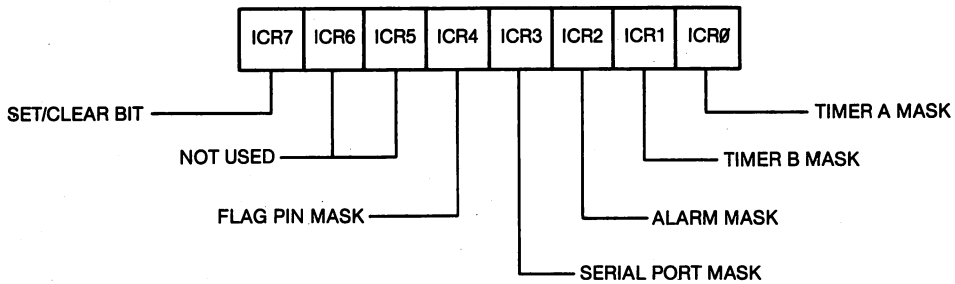 ICR7 ICR6 ICR5 ICR4 ICR3 ICR2 ICR1 ICRØ
SET/CLEAR BIT
TIMER A MASK
NOT USED
TIMER B MASK
FLAG PIN MASK
ALARM MASK
SERIAL PORT MASK